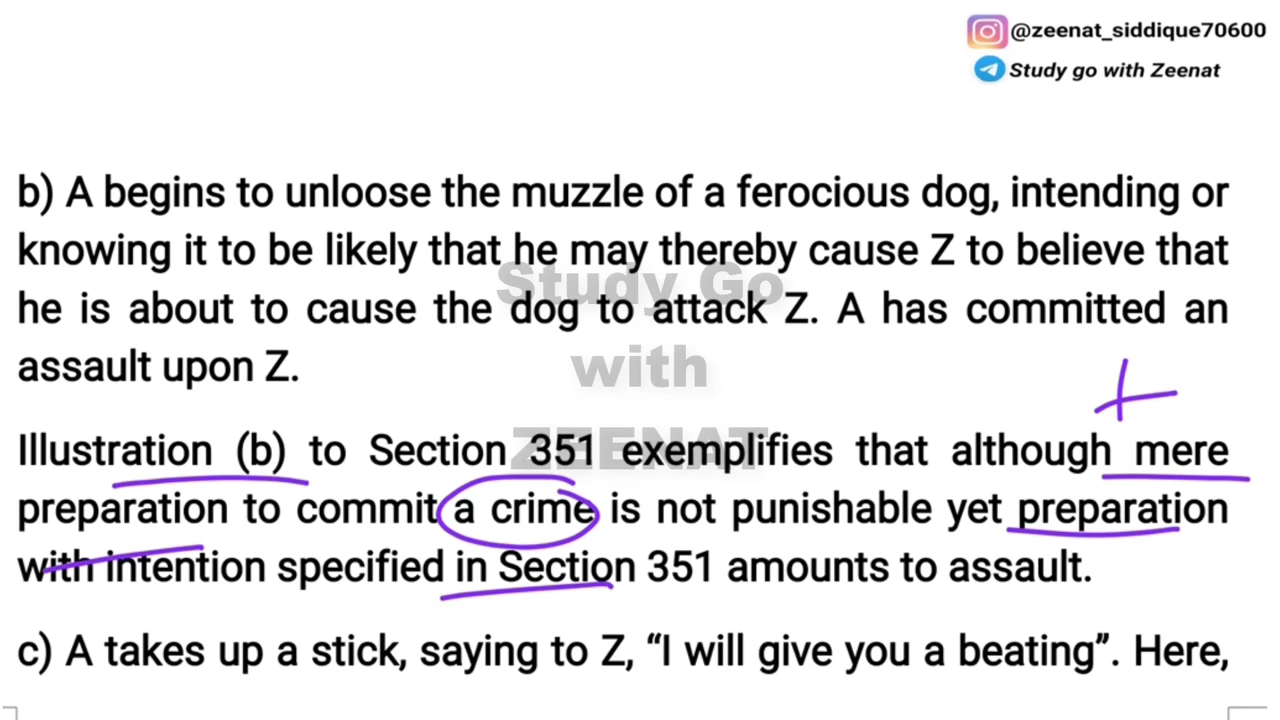 @zeenat_siddique70600
Study go with Zeenat
b) A begins to unloose the muzzle of a ferocious dog, intending or
knowing it to be likely that he may thereby cause Z to believe that
he is about to cause the dog to attack Z. A has committed an
assault upon Z.
Study Go
with
ZEENAT
Illustration (b) to Section 351 exemplifies that although mere
preparation to commit a crime is not punishable yet preparation
with intention specified in Section 351 amounts to assault.
c) A takes up a stick, saying to Z, “I will give you a beating”. Here,